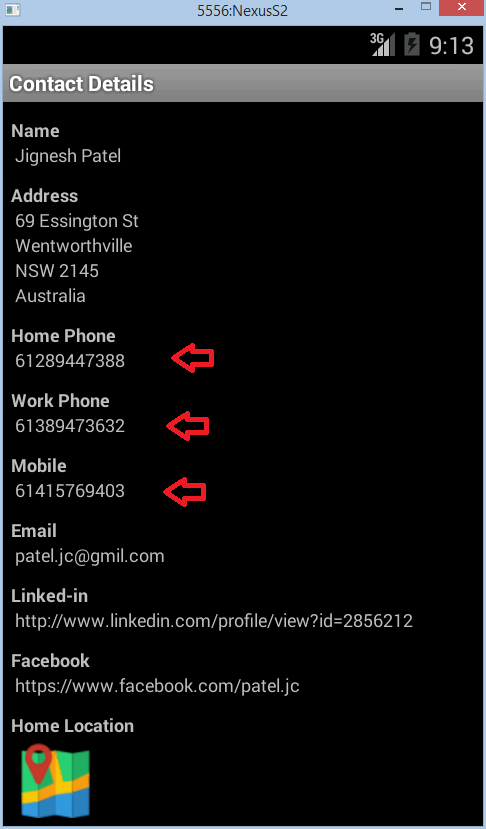 5556:NexusS2
3G 9:13
Contact Details
Name
Jignesh Patel
Address
69 Essington St
Wentworthville
NSW 2145
Australia
Home Phone
61289447388
Work Phone
61389473632
Mobile
61415769403
Email
patel.jc@gmil.com
Linked-in
http://www.linkedin.com/profile/view?id=2856212
Facebook
https://www.facebook.com/patel.jc
Home Location